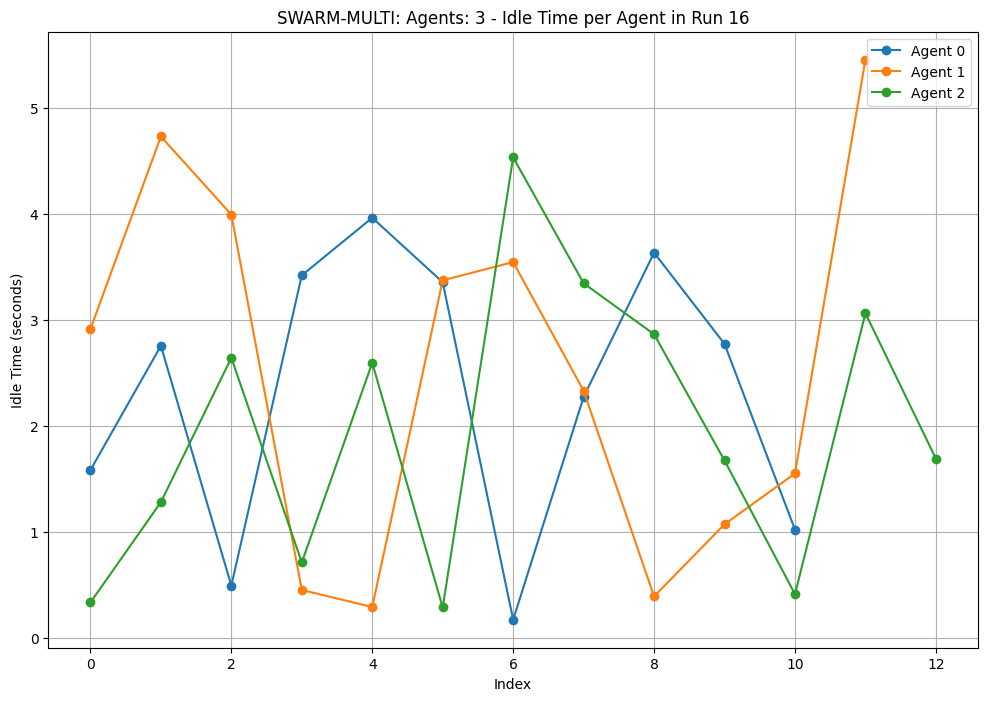 SWARM-MULTI: Agents: 3 - Idle Time per Agent in Run 16
Agent 0
Agent 1
Agent 2
Idle Time (seconds)
5
4
3
2
1
0
0 2 4 6 8 10 12
Index